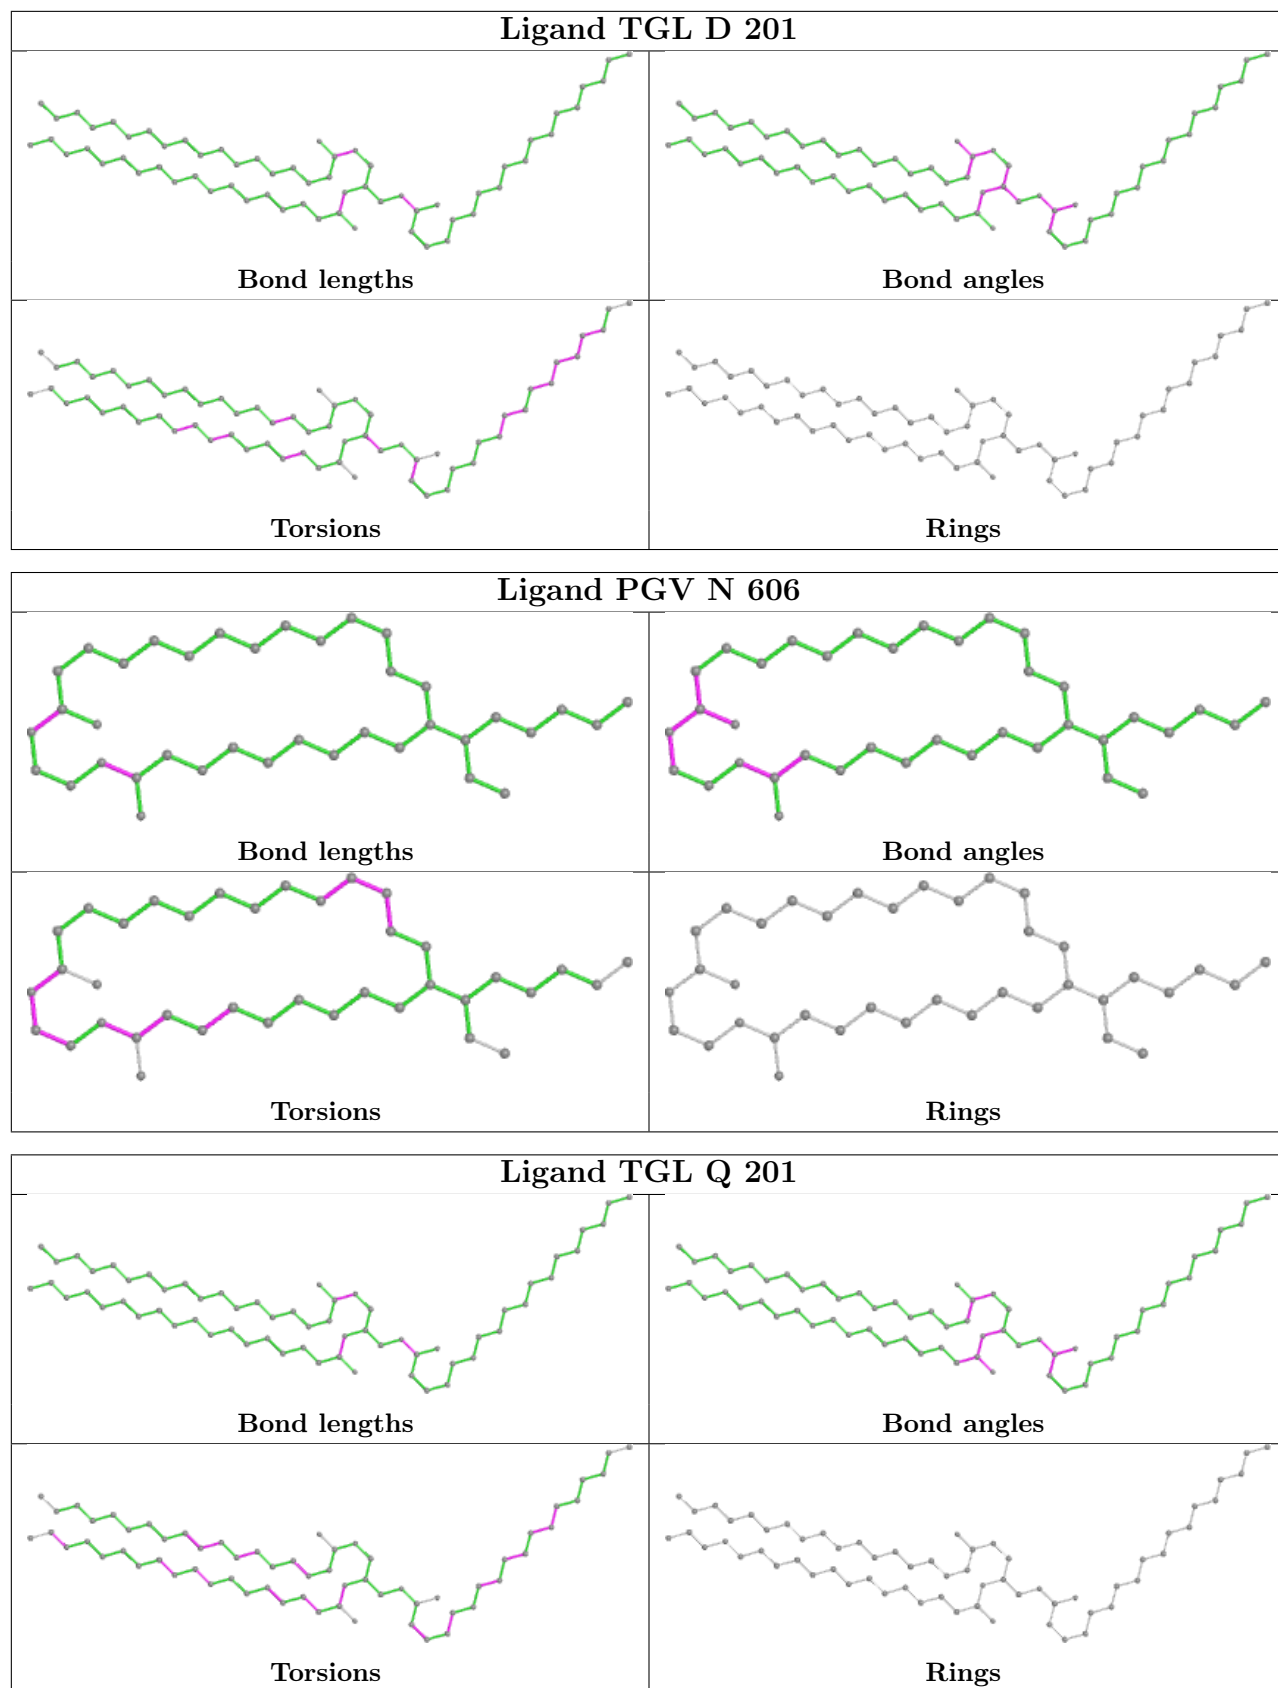 Ligand TGL D 201
Bond lengths
Bond angles
Torsions
Rings
Ligand PGV N 606
Bond lengths
Bond angles
Torsions
Rings
Ligand TGL Q 201
Bond lengths
Bond angles
Torsions
Rings